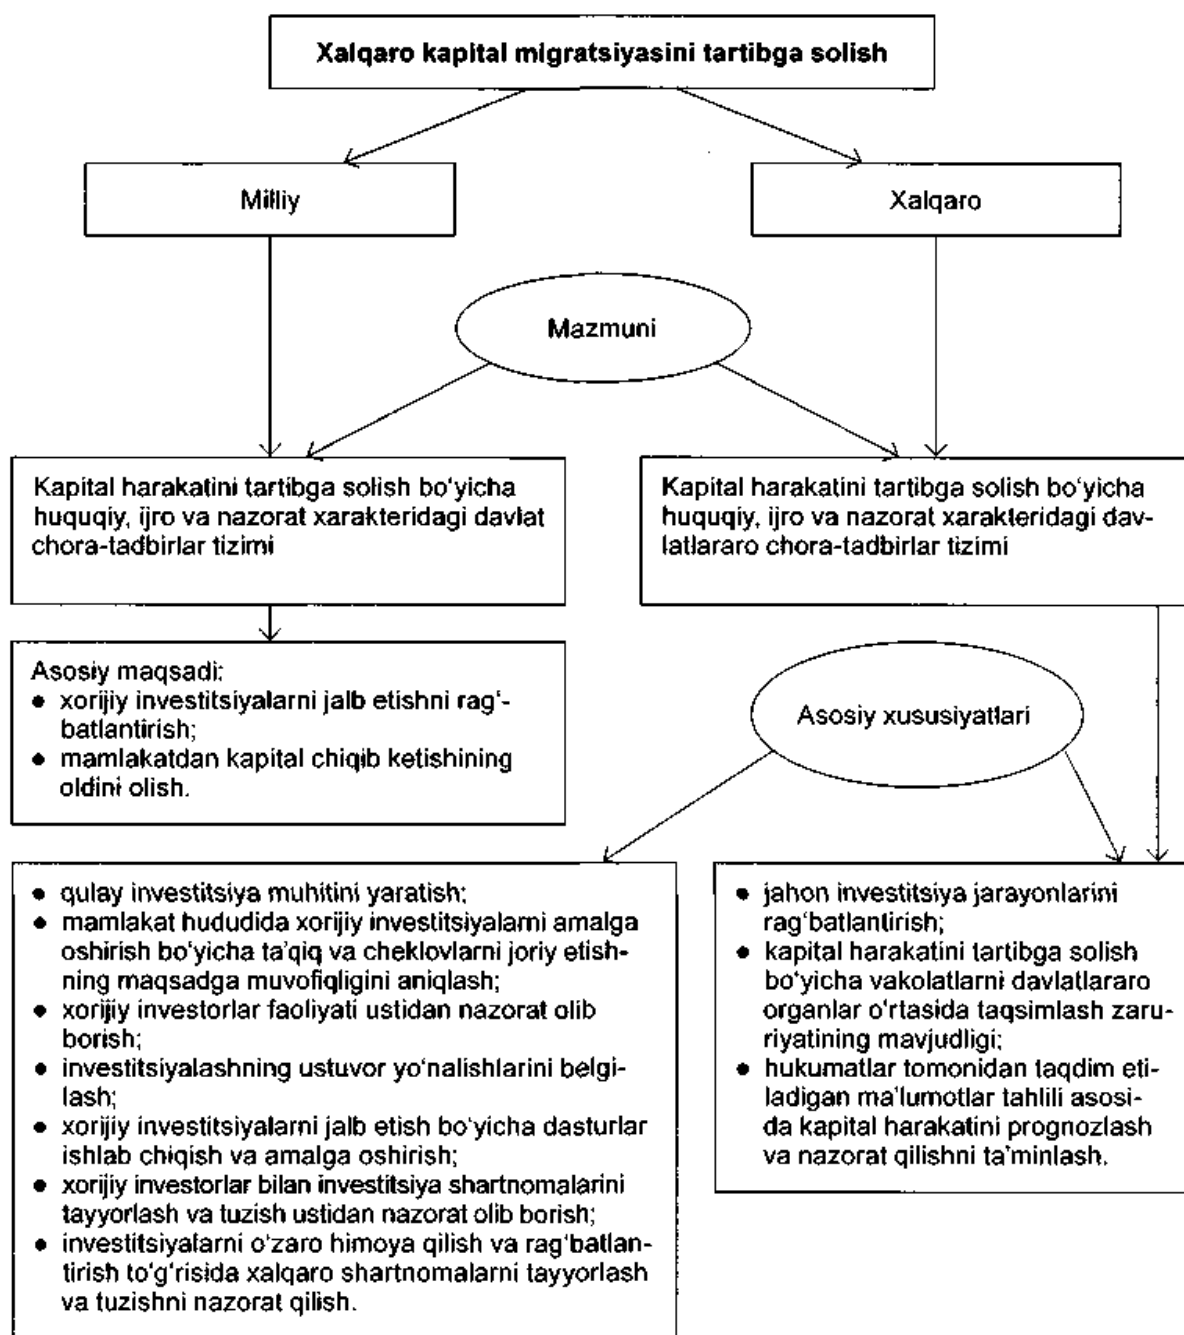 Xalqaro kapital migratsiyasini tartibga solish
Milliy
Xalqaro
Mazmuni
Kapital harakatini tartibga solish bo‘yicha
huquqiy, ijro va nazorat xarakteridagi davlat
chora-tadbirlar tizimi
Kapital harakatini tartibga solish bo‘yicha
huquqiy, ijro va nazorat xarakteridagi dav-
latlararo chora-tadbirlar tizimi
Asosiy maqsadi:
● xorijiy investitsiyalarni jalb etishni rag‘-
batlantirish;
● mamlakatdan kapital chiqib ketishining
oldini olish.
Asosiy xususiyatlari
● qulay investitsiya muhitini yaratish;
● mamlakat hududida xorijiy investitsiyalarni amalga
oshirish bo‘yicha ta’qiq va cheklovlarni joriy etish-
ning maqsadga muvofiqligini aniqlash;
● xorijiy investorlar faoliyati ustidan nazorat olib
borish;
● investitsiyalashning ustuvor yo‘nalishlarini belgi-
lash;
● xorijiy investitsiyalarni jalb etish bo‘yicha dasturlar
ishlab chiqish va amalga oshirish;
● xorijiy investorlar bilan investitsiya shartnomalarini
tayyorlash va tuzish ustidan nazorat olib borish;
● investitsiyalarni o‘zaro himoya qilish va rag‘batlan-
tirish to‘g‘risida xalqaro shartnomalarni tayyorlash
va tuzishni nazorat qilish.
● jahon investitsiya jarayonlarini
rag‘batlantirish;
● kapital harakatini tartibga solish
bo‘yicha vakolatlarni davlatlararo
organlar o‘rtasida taqsimlash zaru-
riyatining mavjudligi;
● hukumatlar tomonidan taqdim eti-
ladigan ma’lumotlar tahlili asosi-
da kapital harakatini prognozlash
va nazorat qilishni ta’minlash.